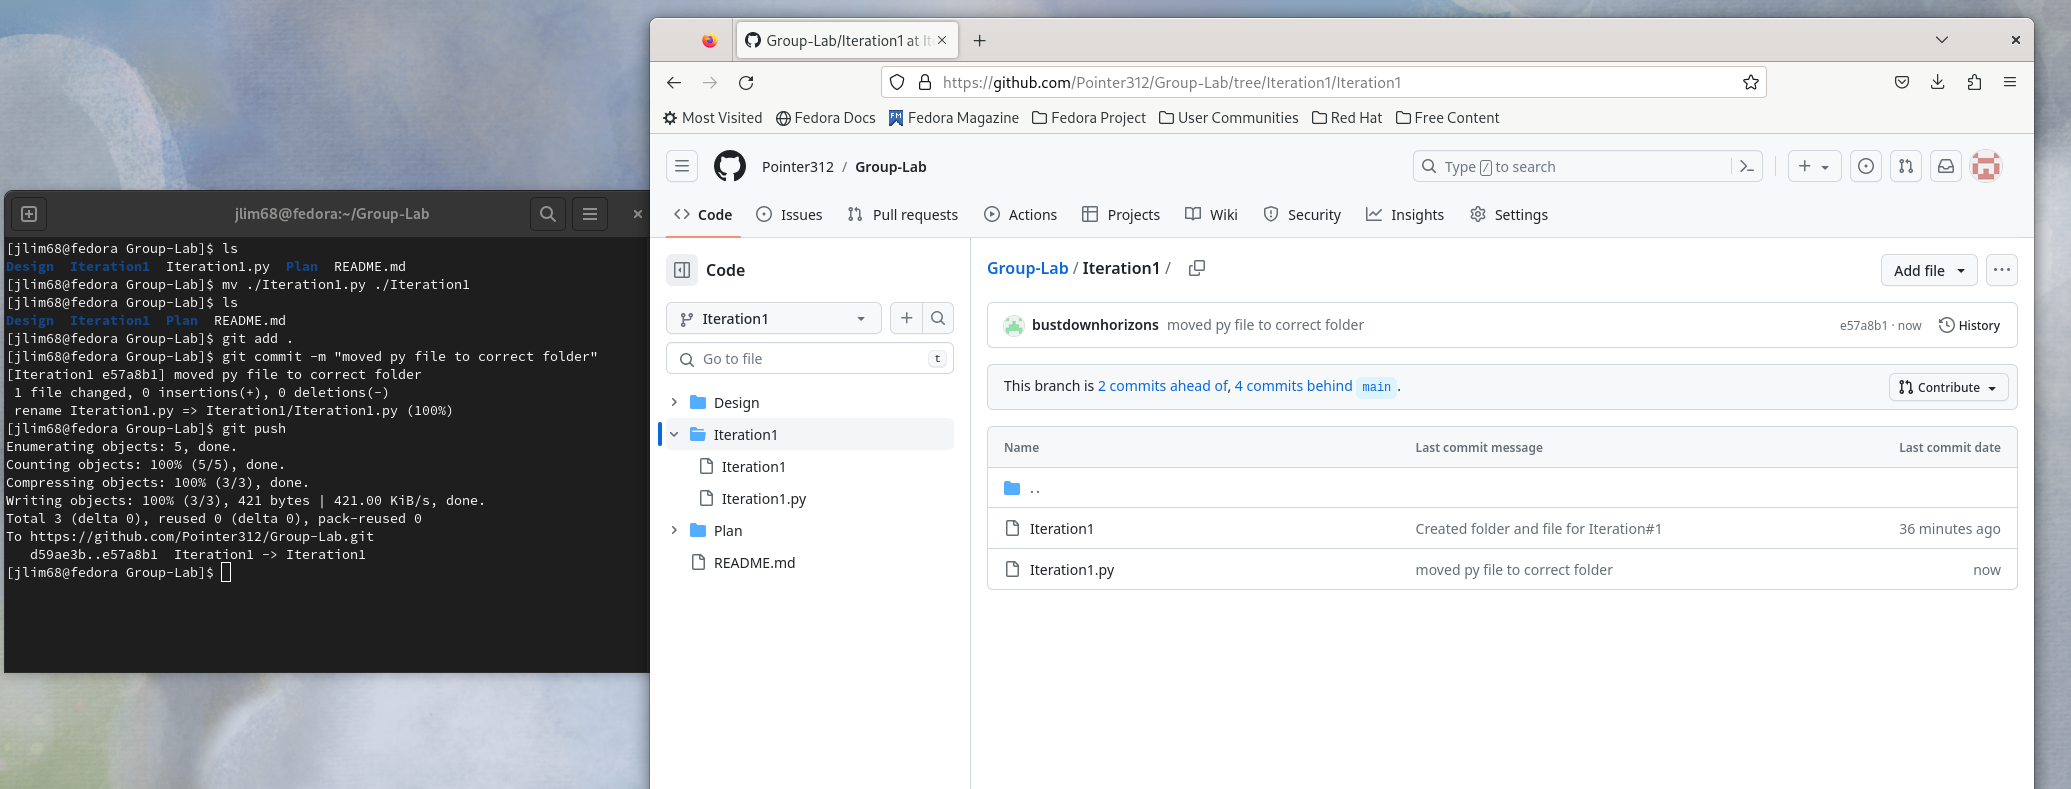 jlim68@fedora:~/Group-Lab
[jlim68@fedora Group-Lab]$ ls
Design  Iteration1  Iteration1.py  Plan  README.md
[jlim68@fedora Group-Lab]$ mv ./Iteration1.py ./Iteration1
[jlim68@fedora Group-Lab]$ ls
Design  Iteration1  Plan  README.md
[jlim68@fedora Group-Lab]$ git add .
[jlim68@fedora Group-Lab]$ git commit -m "moved py file to correct folder"
[Iteration1 e57a8b1] moved py file to correct folder
 1 file changed, 0 insertions(+), 0 deletions(-)
 rename Iteration1.py => Iteration1/Iteration1.py (100%)
[jlim68@fedora Group-Lab]$ git push
Enumerating objects: 5, done.
Counting objects: 100% (5/5), done.
Compressing objects: 100% (3/3), done.
Writing objects: 100% (3/3), 421 bytes | 421.00 KiB/s, done.
Total 3 (delta 0), reused 0 (delta 0), pack-reused 0
To https://github.com/Pointer312/Group-Lab.git
   d59ae3b..e57a8b1  Iteration1 -> Iteration1
[jlim68@fedora Group-Lab]$
Group-Lab/Iteration1 at It
https://github.com/Pointer312/Group-Lab/tree/Iteration1/Iteration1
Most Visited Fedora Docs FM Fedora Magazine Fedora Project User Communities Red Hat Free Content
Pointer312 / Group-Lab Type / to search
Code Issues Pull requests Actions Projects Wiki Security Insights Settings
Code
Iteration1
Go to file t
Design
Iteration1
Iteration1
Iteration1.py
Plan
README.md
Group-Lab / Iteration1 / Add file
bustdownhorizons moved py file to correct folder e57a8b1 · now History
This branch is 2 commits ahead of, 4 commits behind main . Contribute
Name Last commit message Last commit date
..
Iteration1 Created folder and file for Iteration#1 36 minutes ago
Iteration1.py moved py file to correct folder now